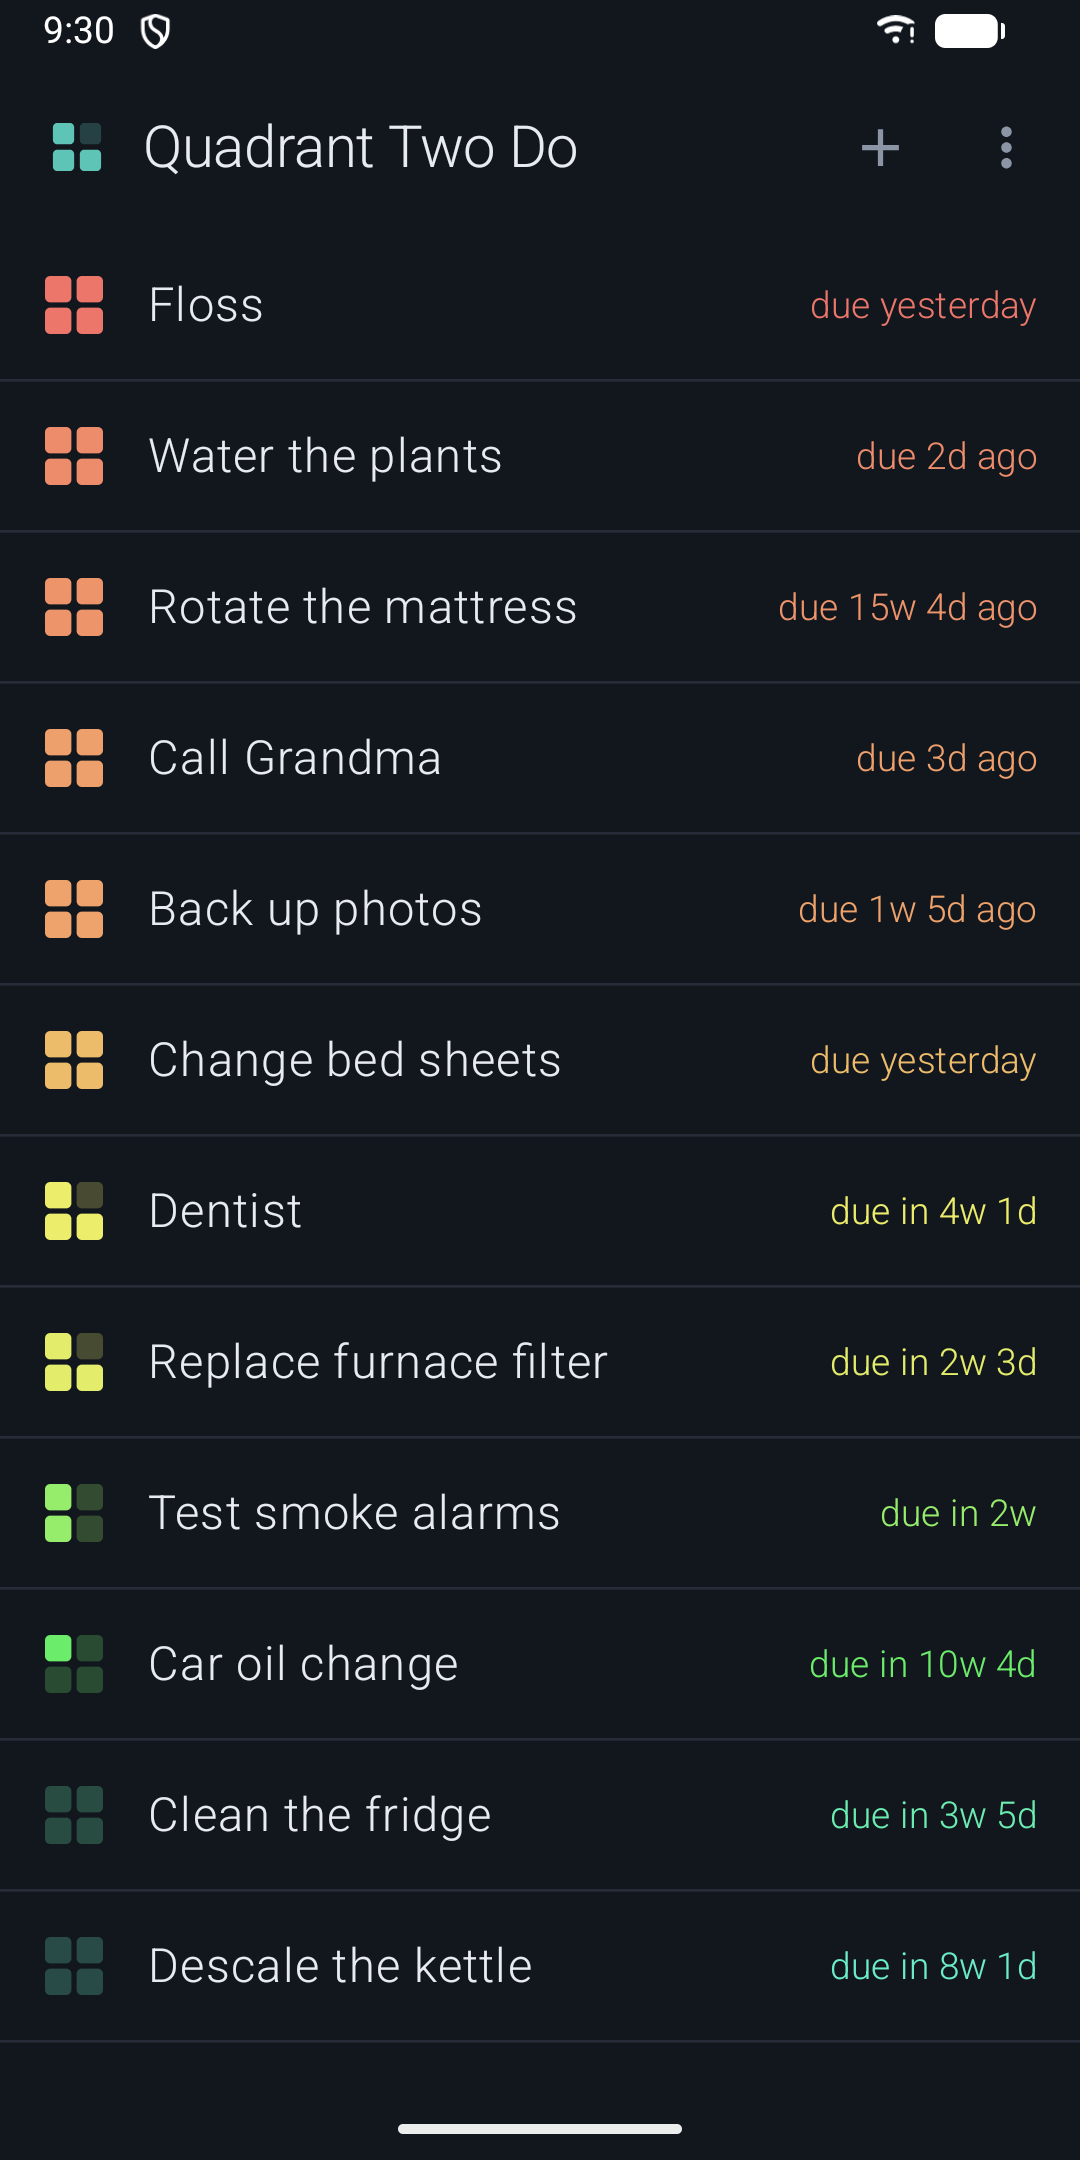 9:30
Quadrant Two Do
Floss due yesterday
Water the plants due 2d ago
Rotate the mattress due 15w 4d ago
Call Grandma due 3d ago
Back up photos due 1w 5d ago
Change bed sheets due yesterday
Dentist due in 4w 1d
Replace furnace filter due in 2w 3d
Test smoke alarms due in 2w
Car oil change due in 10w 4d
Clean the fridge due in 3w 5d
Descale the kettle due in 8w 1d